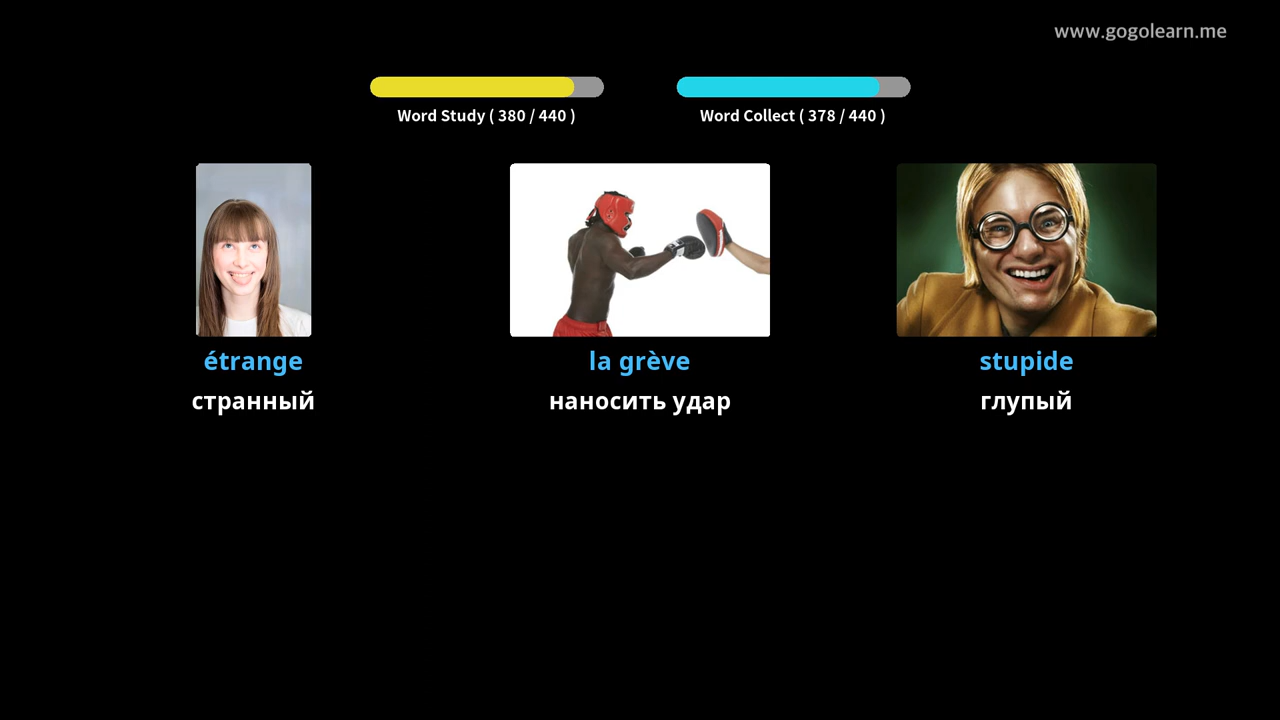 www.gogolearn.me
Word Study ( 380 / 440 )
Word Collect ( 378 / 440 )
étrange
la grève
stupide
странный
наносить удар
глупый